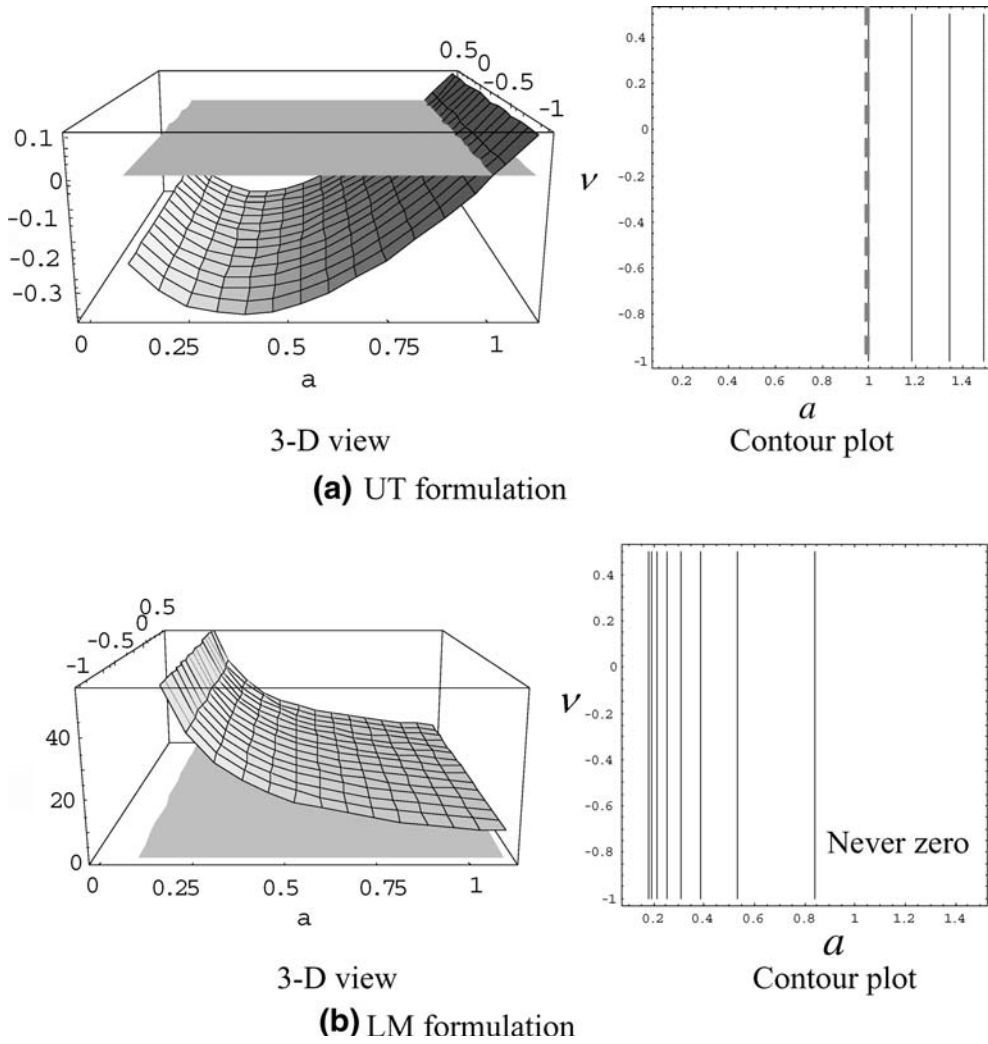 0.5
0
-0.5
-1
0.1
0
-0.1
-0.2
-0.3
0 0.25 0.5 0.75 1
a
3-D view
0.4
0.2
0
-0.2
-0.4
-0.6
-0.8
-1
ν
0.2 0.4 0.6 0.8 1 1.2 1.4
a
Contour plot
(a) UT formulation
0.5
0
-0.5
-1
40
20
0
0 0.25 0.5 0.75 1
a
3-D view
0.4
0.2
0
-0.2
-0.4
-0.6
-0.8
-1
ν
Never zero
0.2 0.4 0.6 0.8 1 1.2 1.4
a
Contour plot
(b) LM formulation